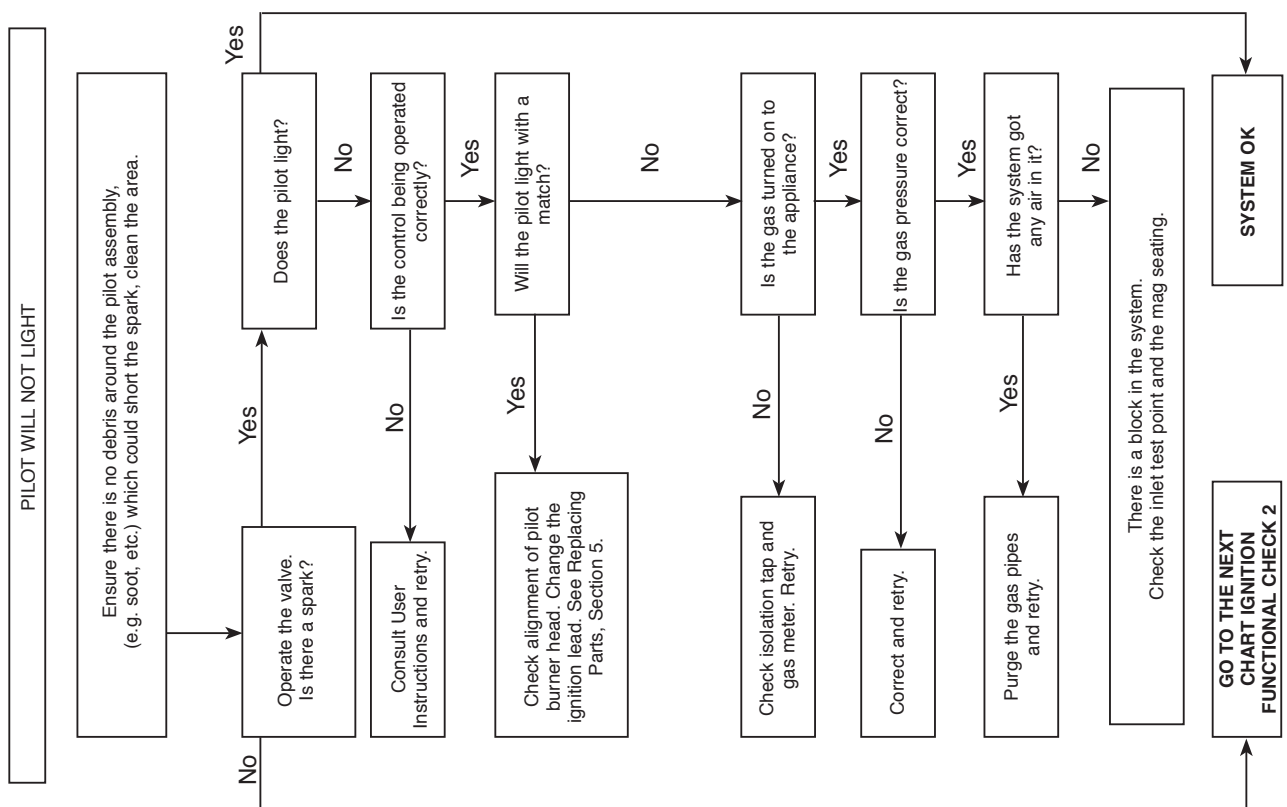 PILOT WILL NOT LIGHT
Ensure there is no debris around the pilot assembly,
(e.g. soot, etc.) which could short the spark, clean the area.
Operate the valve.
Is there a spark?
No
Yes
Does the pilot light?
Yes
No
Is the control being operated
correctly?
No
Consult User
Instructions and retry.
Yes
Will the pilot light with a
match?
Yes
Check alignment of pilot
burner head. Change the
ignition lead. See Replacing
Parts, Section 5.
No
Is the gas turned on to
the appliance?
No
Check isolation tap and
gas meter. Retry.
Yes
Is the gas pressure correct?
No
Correct and retry.
Yes
Has the system got
any air in it?
Yes
Purge the gas pipes
and retry.
No
There is a block in the system.
Check the inlet test point and the mag seating.
GO TO THE NEXT
CHART IGNITION
FUNCTIONAL CHECK 2
SYSTEM OK